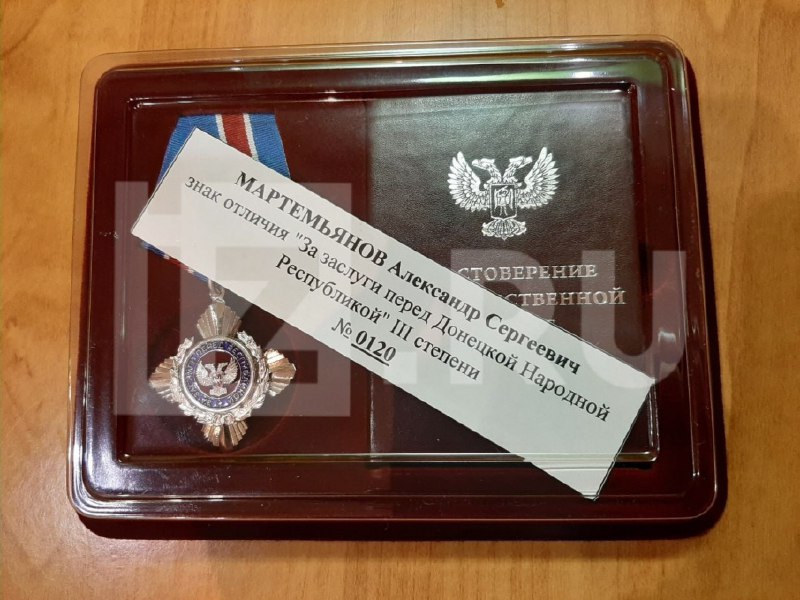 МАРТЕМЬЯНОВ Александр Сергеевич
знак отличия "За заслуги перед Донецкой Народной
Республикой" III степени
№ 0120
СТОВЕРЕНИЕ
СТВЕННОЙ
IZ.RU